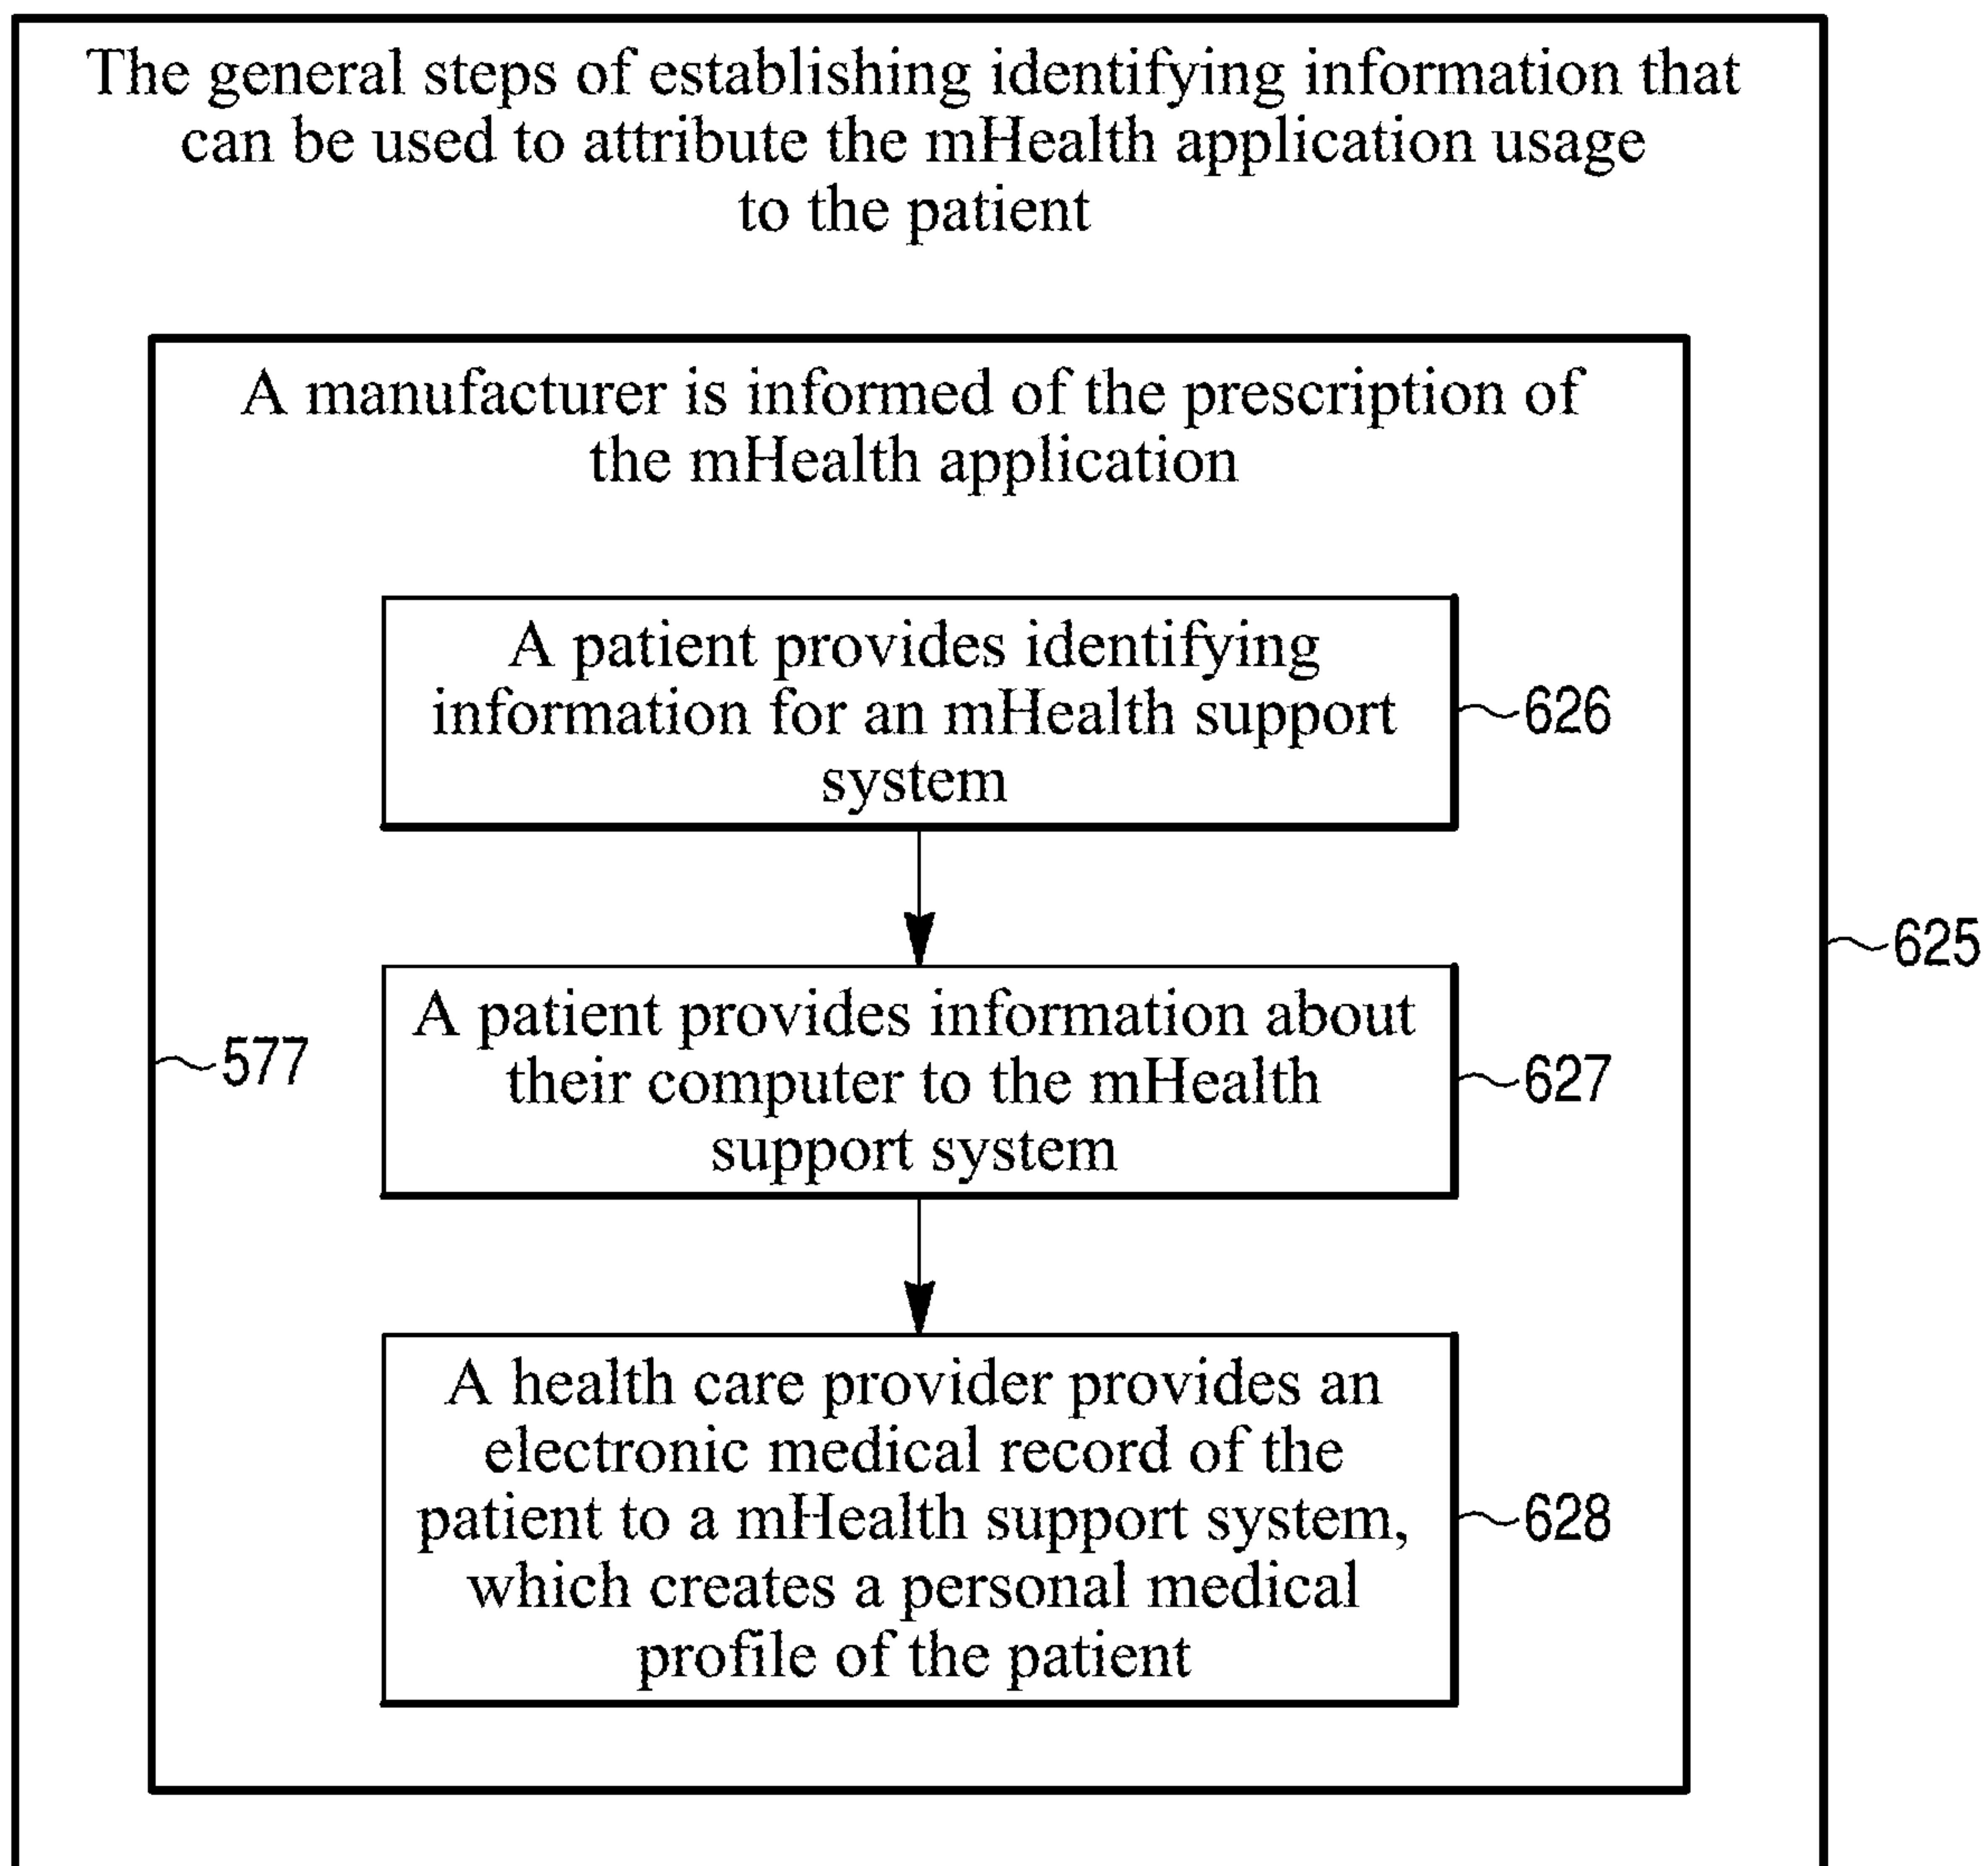 The general steps of establishing identifying information that
can be used to attribute the mHealth application usage
to the patient
A manufacturer is informed of the prescription of
the mHealth application
A patient provides identifying
information for an mHealth support
system
626
A patient provides information about
their computer to the mHealth
support system
627
625
577
A health care provider provides an
electronic medical record of the
patient to a mHealth support system,
which creates a personal medical
profile of the patient
628